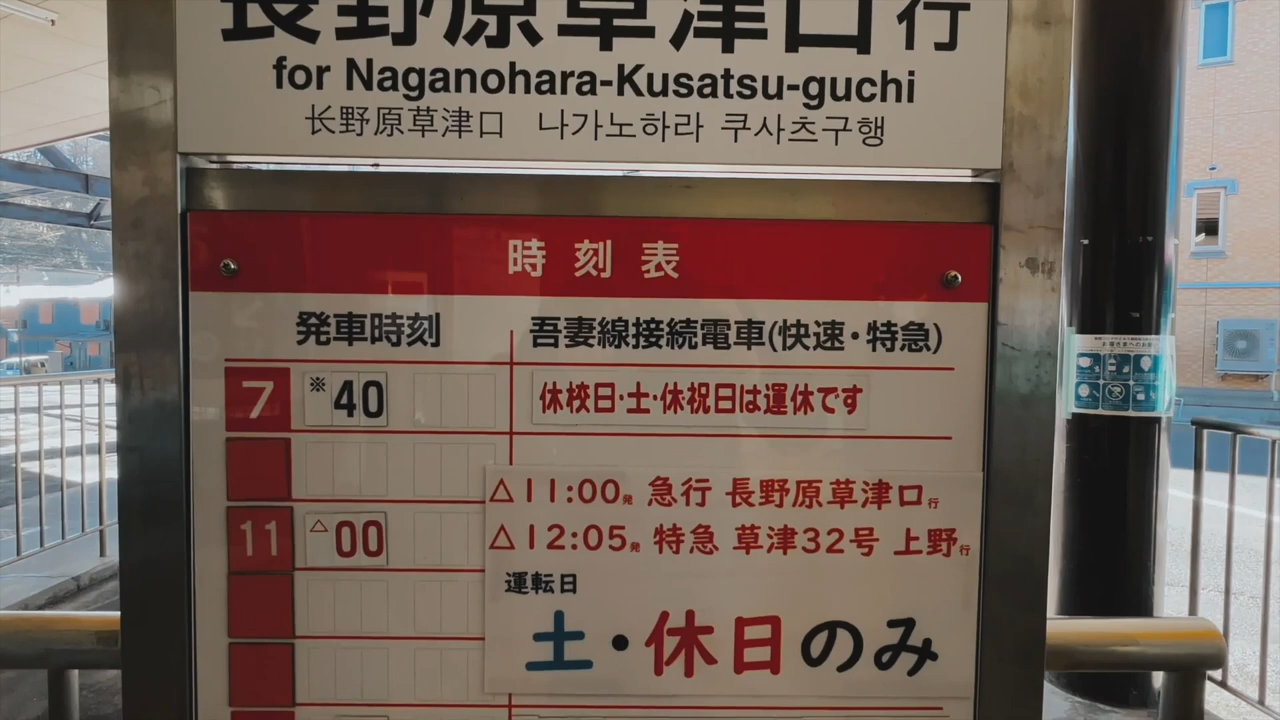 長野原草津口行
for Naganohara-Kusatsu-guchi
长野原草津口 나가노하라 쿠사츠구행
時刻表
発車時刻 吾妻線接続電車(快速・特急)
7 ※40 休校日・土・休祝日は運休です
△11:00発 急行 長野原草津口行
11 △00
△12:05発 特急 草津32号 上野行
運転日
土・休日のみ